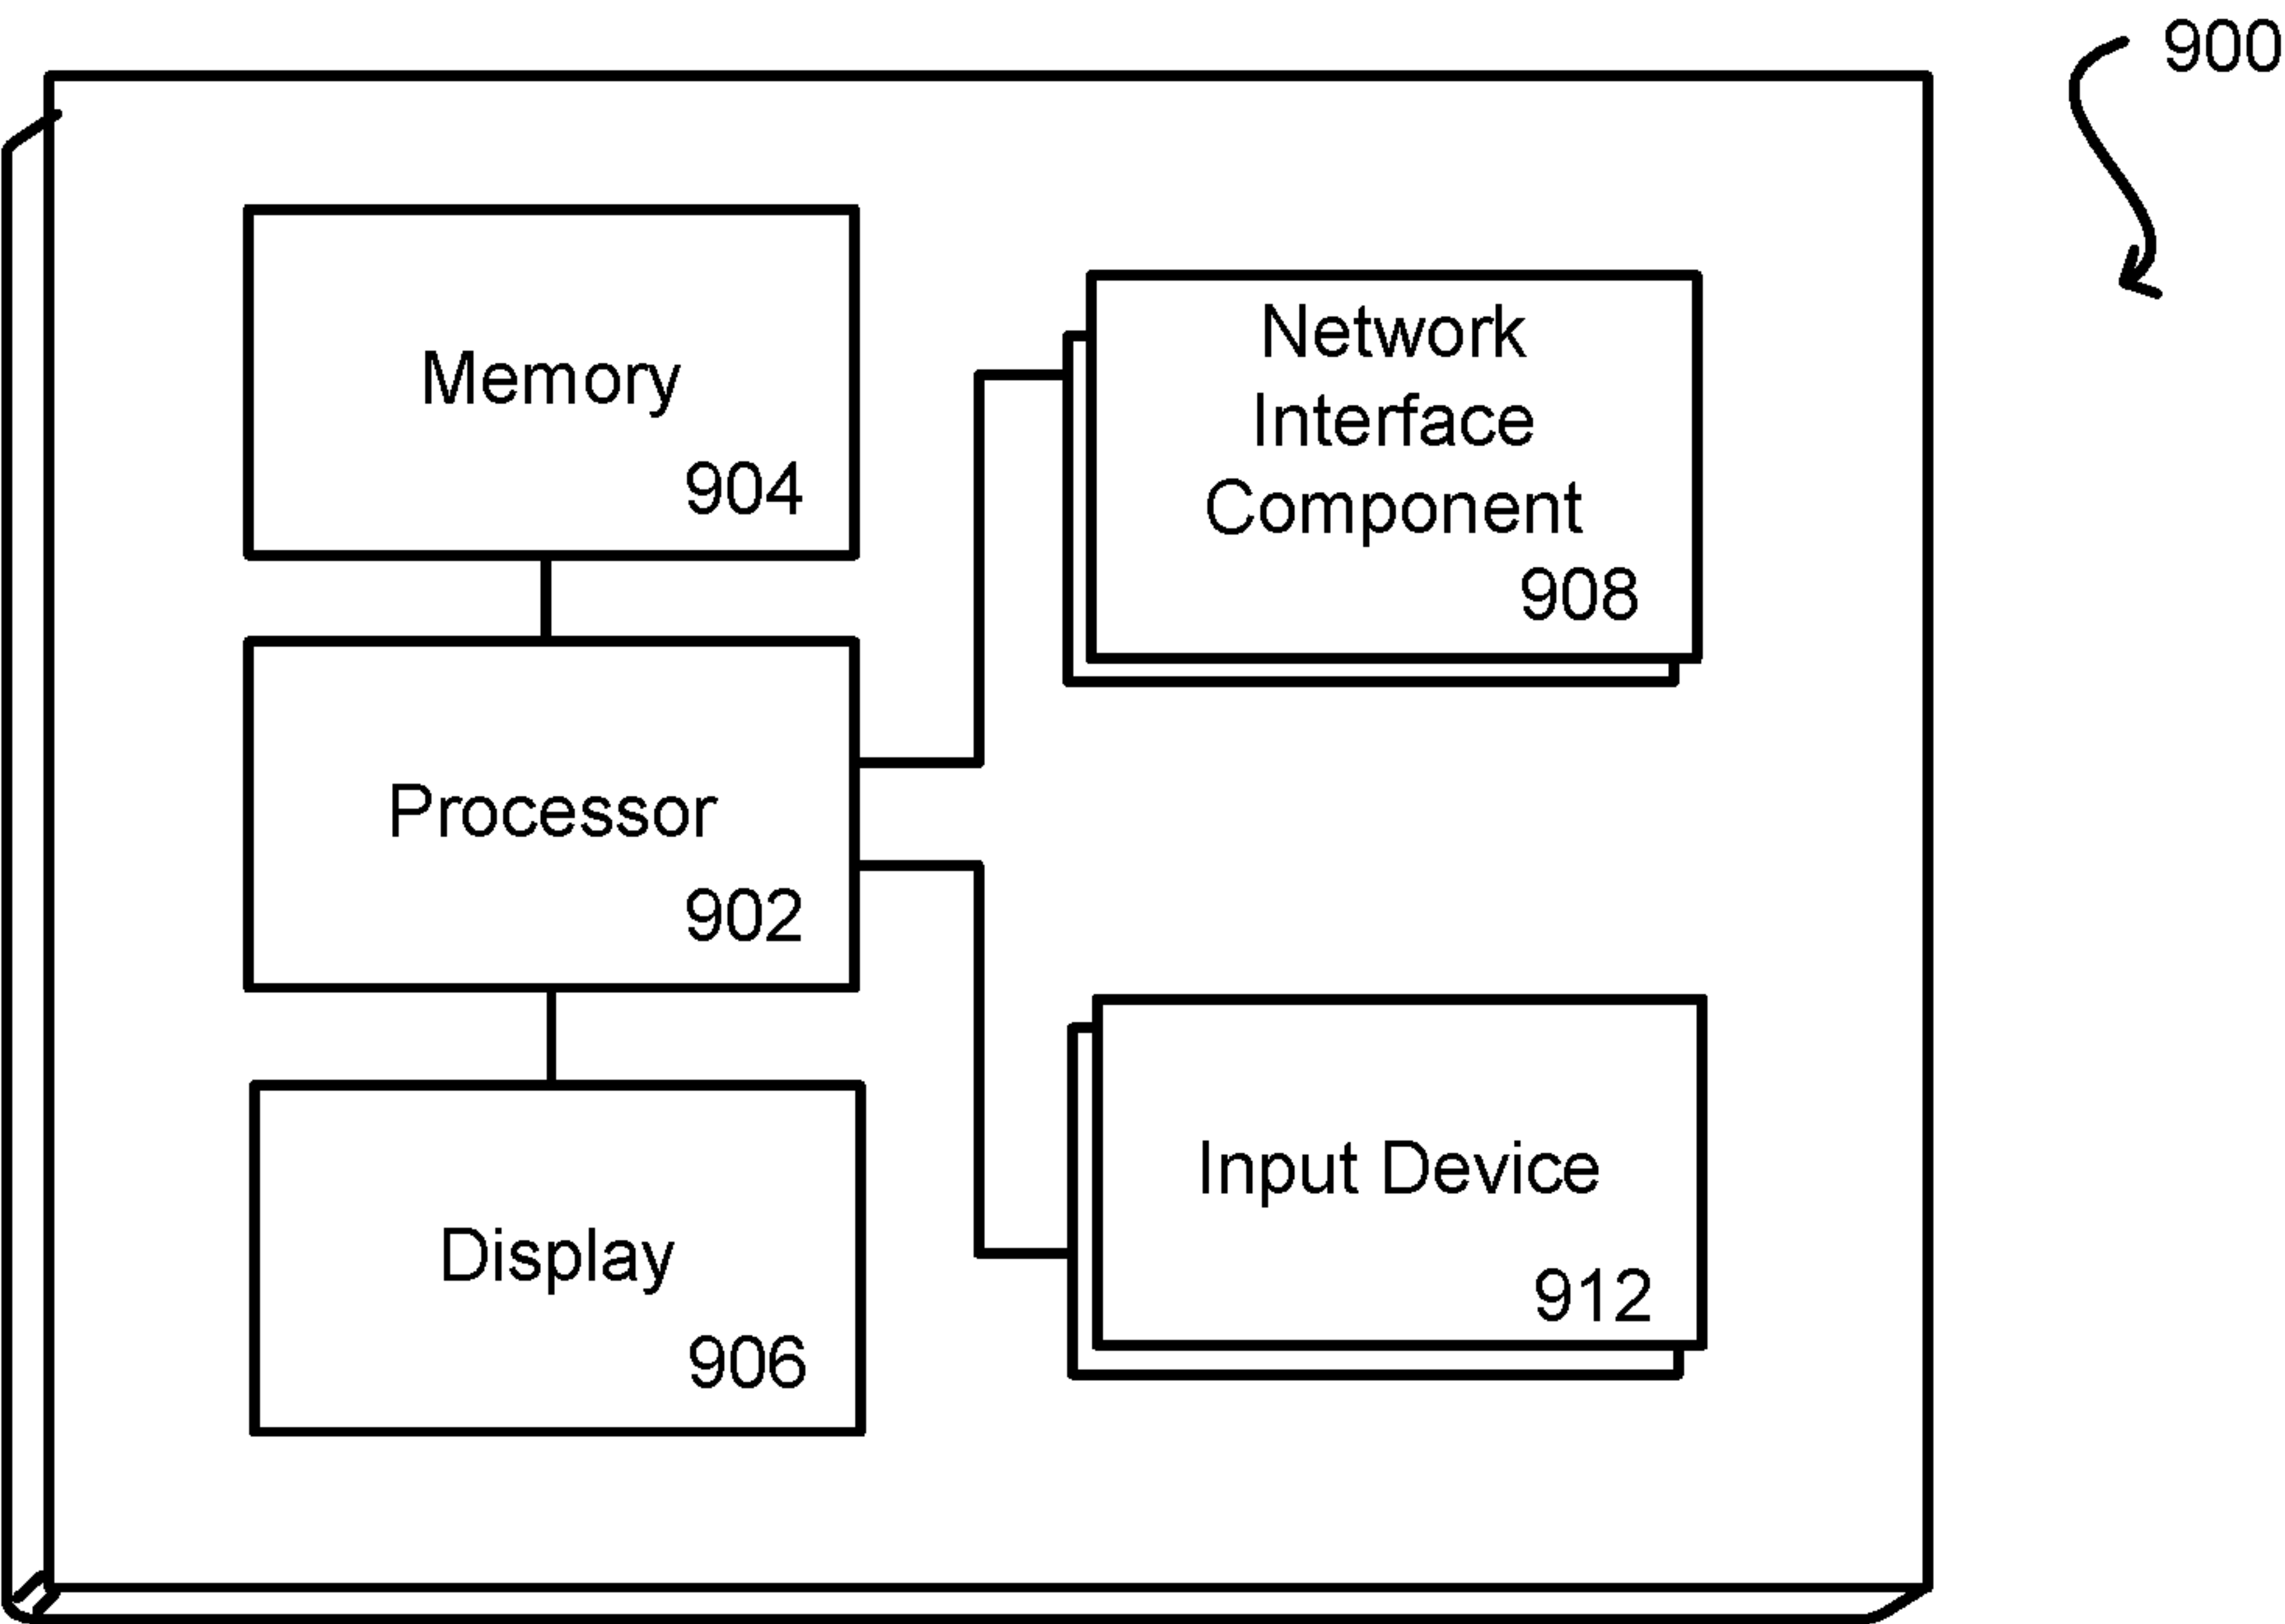 900
Memory
904
Network
Interface
Component
908
Processor
902
Input Device
912
Display
906